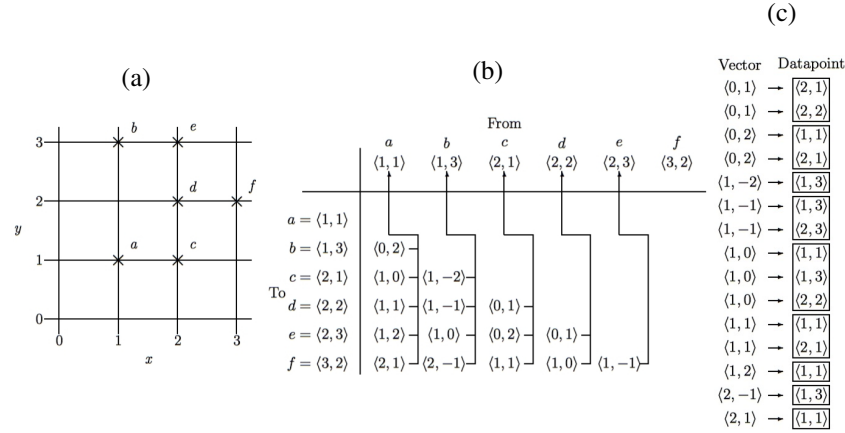 (a)
b e
3
d f
2
y
a c
1
0
0 1 2 3
x
(b)
From
a b c d e f
⟨1, 1⟩ ⟨1, 3⟩ ⟨2, 1⟩ ⟨2, 2⟩ ⟨2, 3⟩ ⟨3, 2⟩
a = ⟨1, 1⟩
b = ⟨1, 3⟩ ⟨0, 2⟩
c = ⟨2, 1⟩ ⟨1, 0⟩ ⟨1, −2⟩
To
d = ⟨2, 2⟩ ⟨1, 1⟩ ⟨1, −1⟩ ⟨0, 1⟩
e = ⟨2, 3⟩ ⟨1, 2⟩ ⟨1, 0⟩ ⟨0, 2⟩ ⟨0, 1⟩
f = ⟨3, 2⟩ ⟨2, 1⟩ ⟨2, −1⟩ ⟨1, 1⟩ ⟨1, 0⟩ ⟨1, −1⟩
(c)
Vector Datapoint
⟨0, 1⟩ → ⟨2, 1⟩
⟨0, 1⟩ → ⟨2, 2⟩
⟨0, 2⟩ → ⟨1, 1⟩
⟨0, 2⟩ → ⟨2, 1⟩
⟨1, −2⟩ → ⟨1, 3⟩
⟨1, −1⟩ → ⟨1, 3⟩
⟨1, −1⟩ → ⟨2, 3⟩
⟨1, 0⟩ → ⟨1, 1⟩
⟨1, 0⟩ → ⟨1, 3⟩
⟨1, 0⟩ → ⟨2, 2⟩
⟨1, 1⟩ → ⟨1, 1⟩
⟨1, 1⟩ → ⟨2, 1⟩
⟨1, 2⟩ → ⟨1, 1⟩
⟨2, −1⟩ → ⟨1, 3⟩
⟨2, 1⟩ → ⟨1, 1⟩